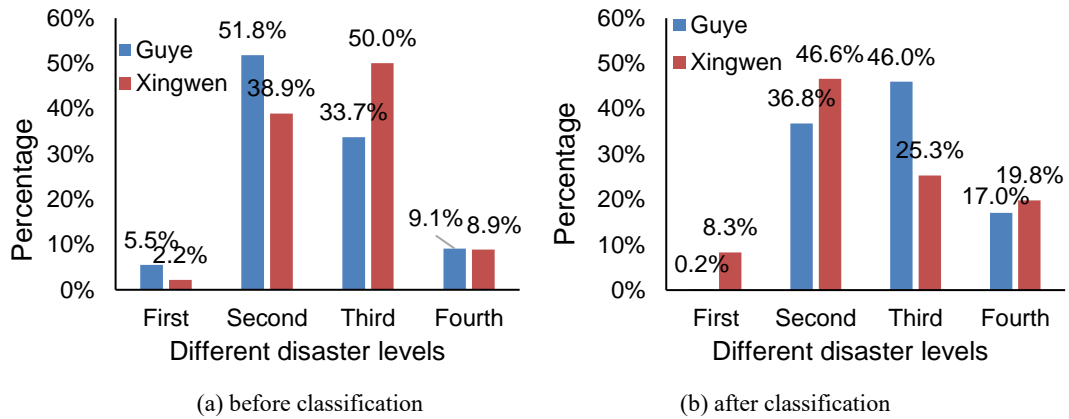 60%
50%
40%
30%
20%
10%
0%
Percentage
Guye
Xingwen
5.5%
2.2%
51.8%
38.9%
33.7%
50.0%
9.1%
8.9%
First Second Third Fourth
Different disaster levels
(a) before classification
60%
50%
40%
30%
20%
10%
0%
Percentage
Guye
Xingwen
0.2%
8.3%
36.8%
46.6%
46.0%
25.3%
17.0%
19.8%
First Second Third Fourth
Different disaster levels
(b) after classification